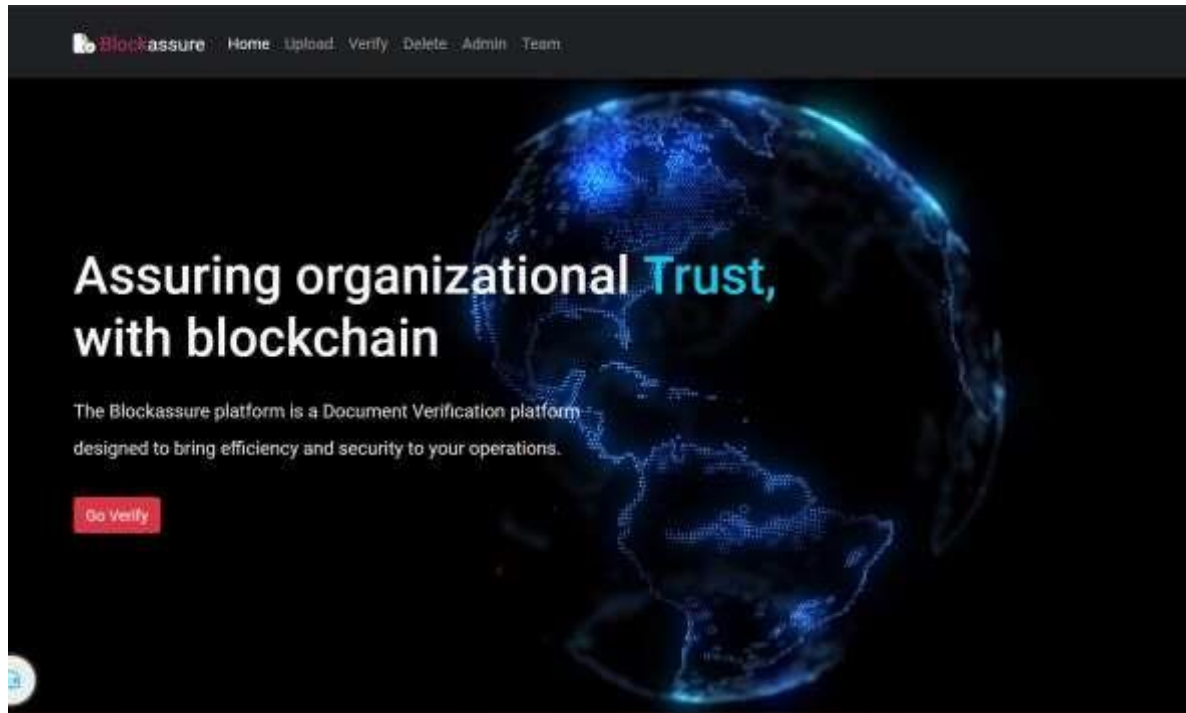 Blockassure Home Upload Verify Delete Admin Team
Assuring organizational Trust,
with blockchain
The Blockassure platform is a Document Verification platform
designed to bring efficiency and security to your operations.
Go Verify